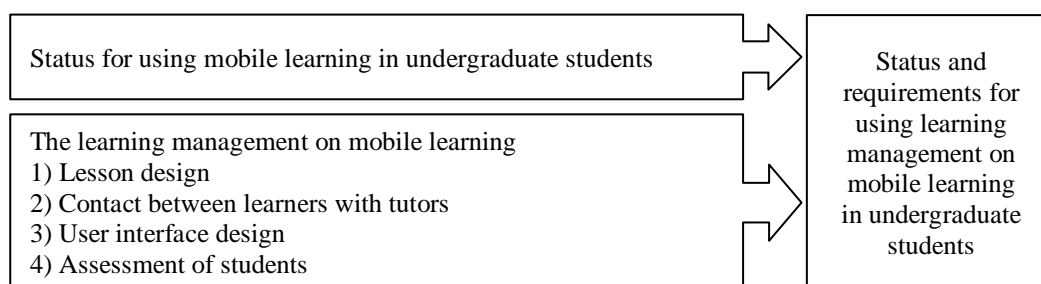 Status for using mobile learning in undergraduate students
The learning management on mobile learning
1) Lesson design
2) Contact between learners with tutors
3) User interface design
4) Assessment of students
Status and
requirements for
using learning
management on
mobile learning
in undergraduate
students